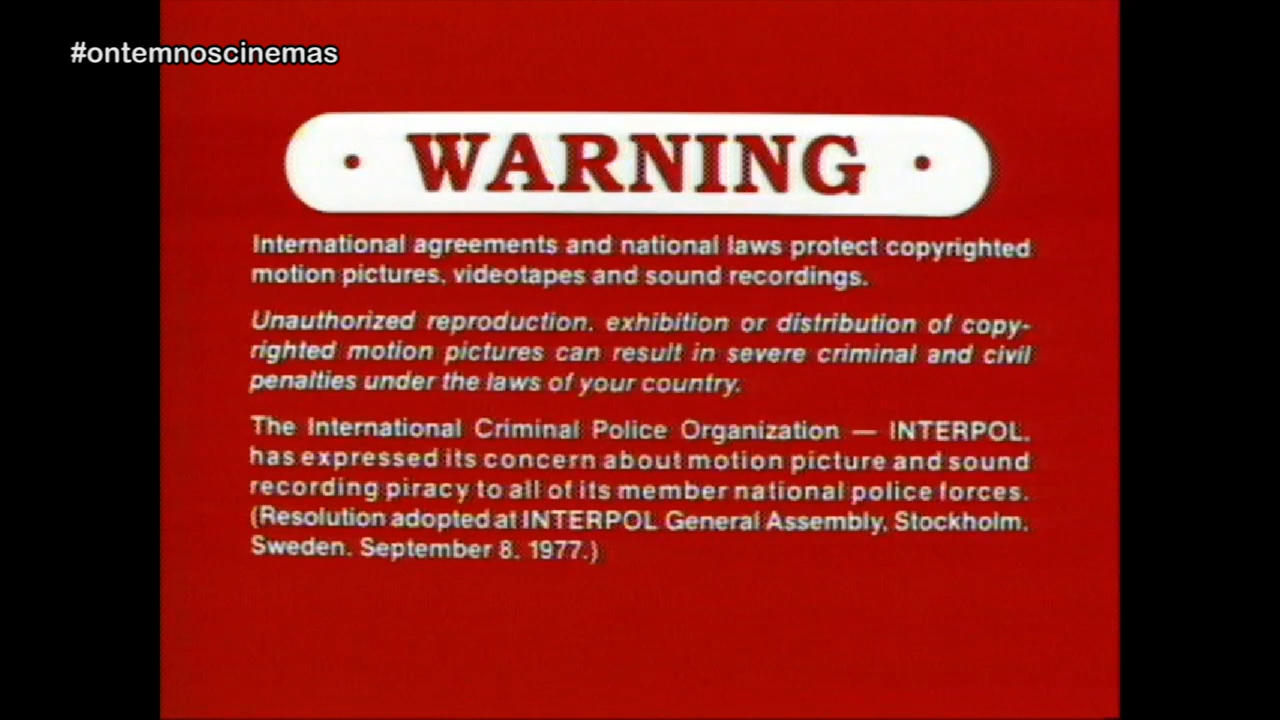 #ontemnoscinemas
• WARNING •
International agreements and national laws protect copyrighted
motion pictures, videotapes and sound recordings.
Unauthorized reproduction, exhibition or distribution of copy-
righted motion pictures can result in severe criminal and civil
penalties under the laws of your country.
The International Criminal Police Organization — INTERPOL,
has expressed its concern about motion picture and sound
recording piracy to all of its member national police forces.
(Resolution adopted at INTERPOL General Assembly, Stockholm,
Sweden, September 8, 1977.)